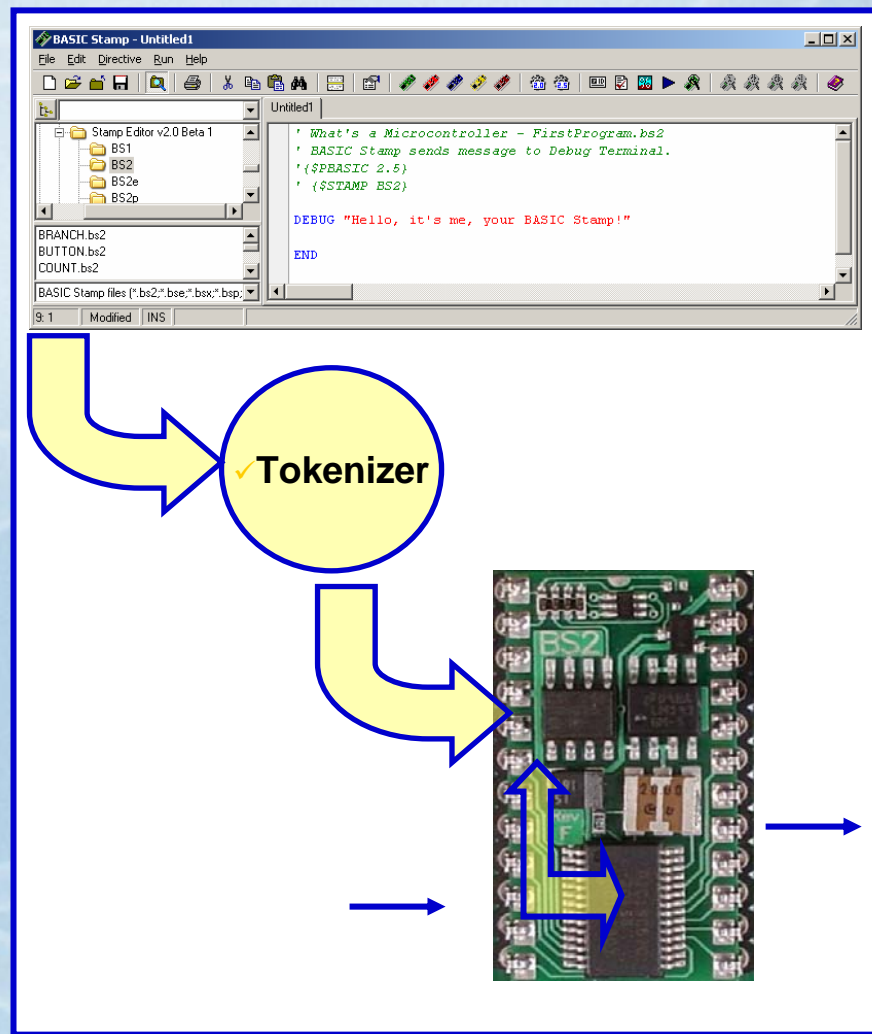 BASIC Stamp - Untitled1
File Edit Directive Run Help
Untitled1
Stamp Editor v2.0 Beta 1
BS1
BS2
BS2e
BS2p
BRANCH.bs2
BUTTON.bs2
COUNT.bs2
BASIC Stamp files (*.bs2;*.bse;*.bsx;*.bsp;
' What's a Microcontroller - FirstProgram.bs2
' BASIC Stamp sends message to Debug Terminal.
'{$PBASIC 2.5}
' {$STAMP BS2}
DEBUG "Hello, it's me, your BASIC Stamp!"
END
9: 1 Modified INS
✓Tokenizer
BS2
Rev
F